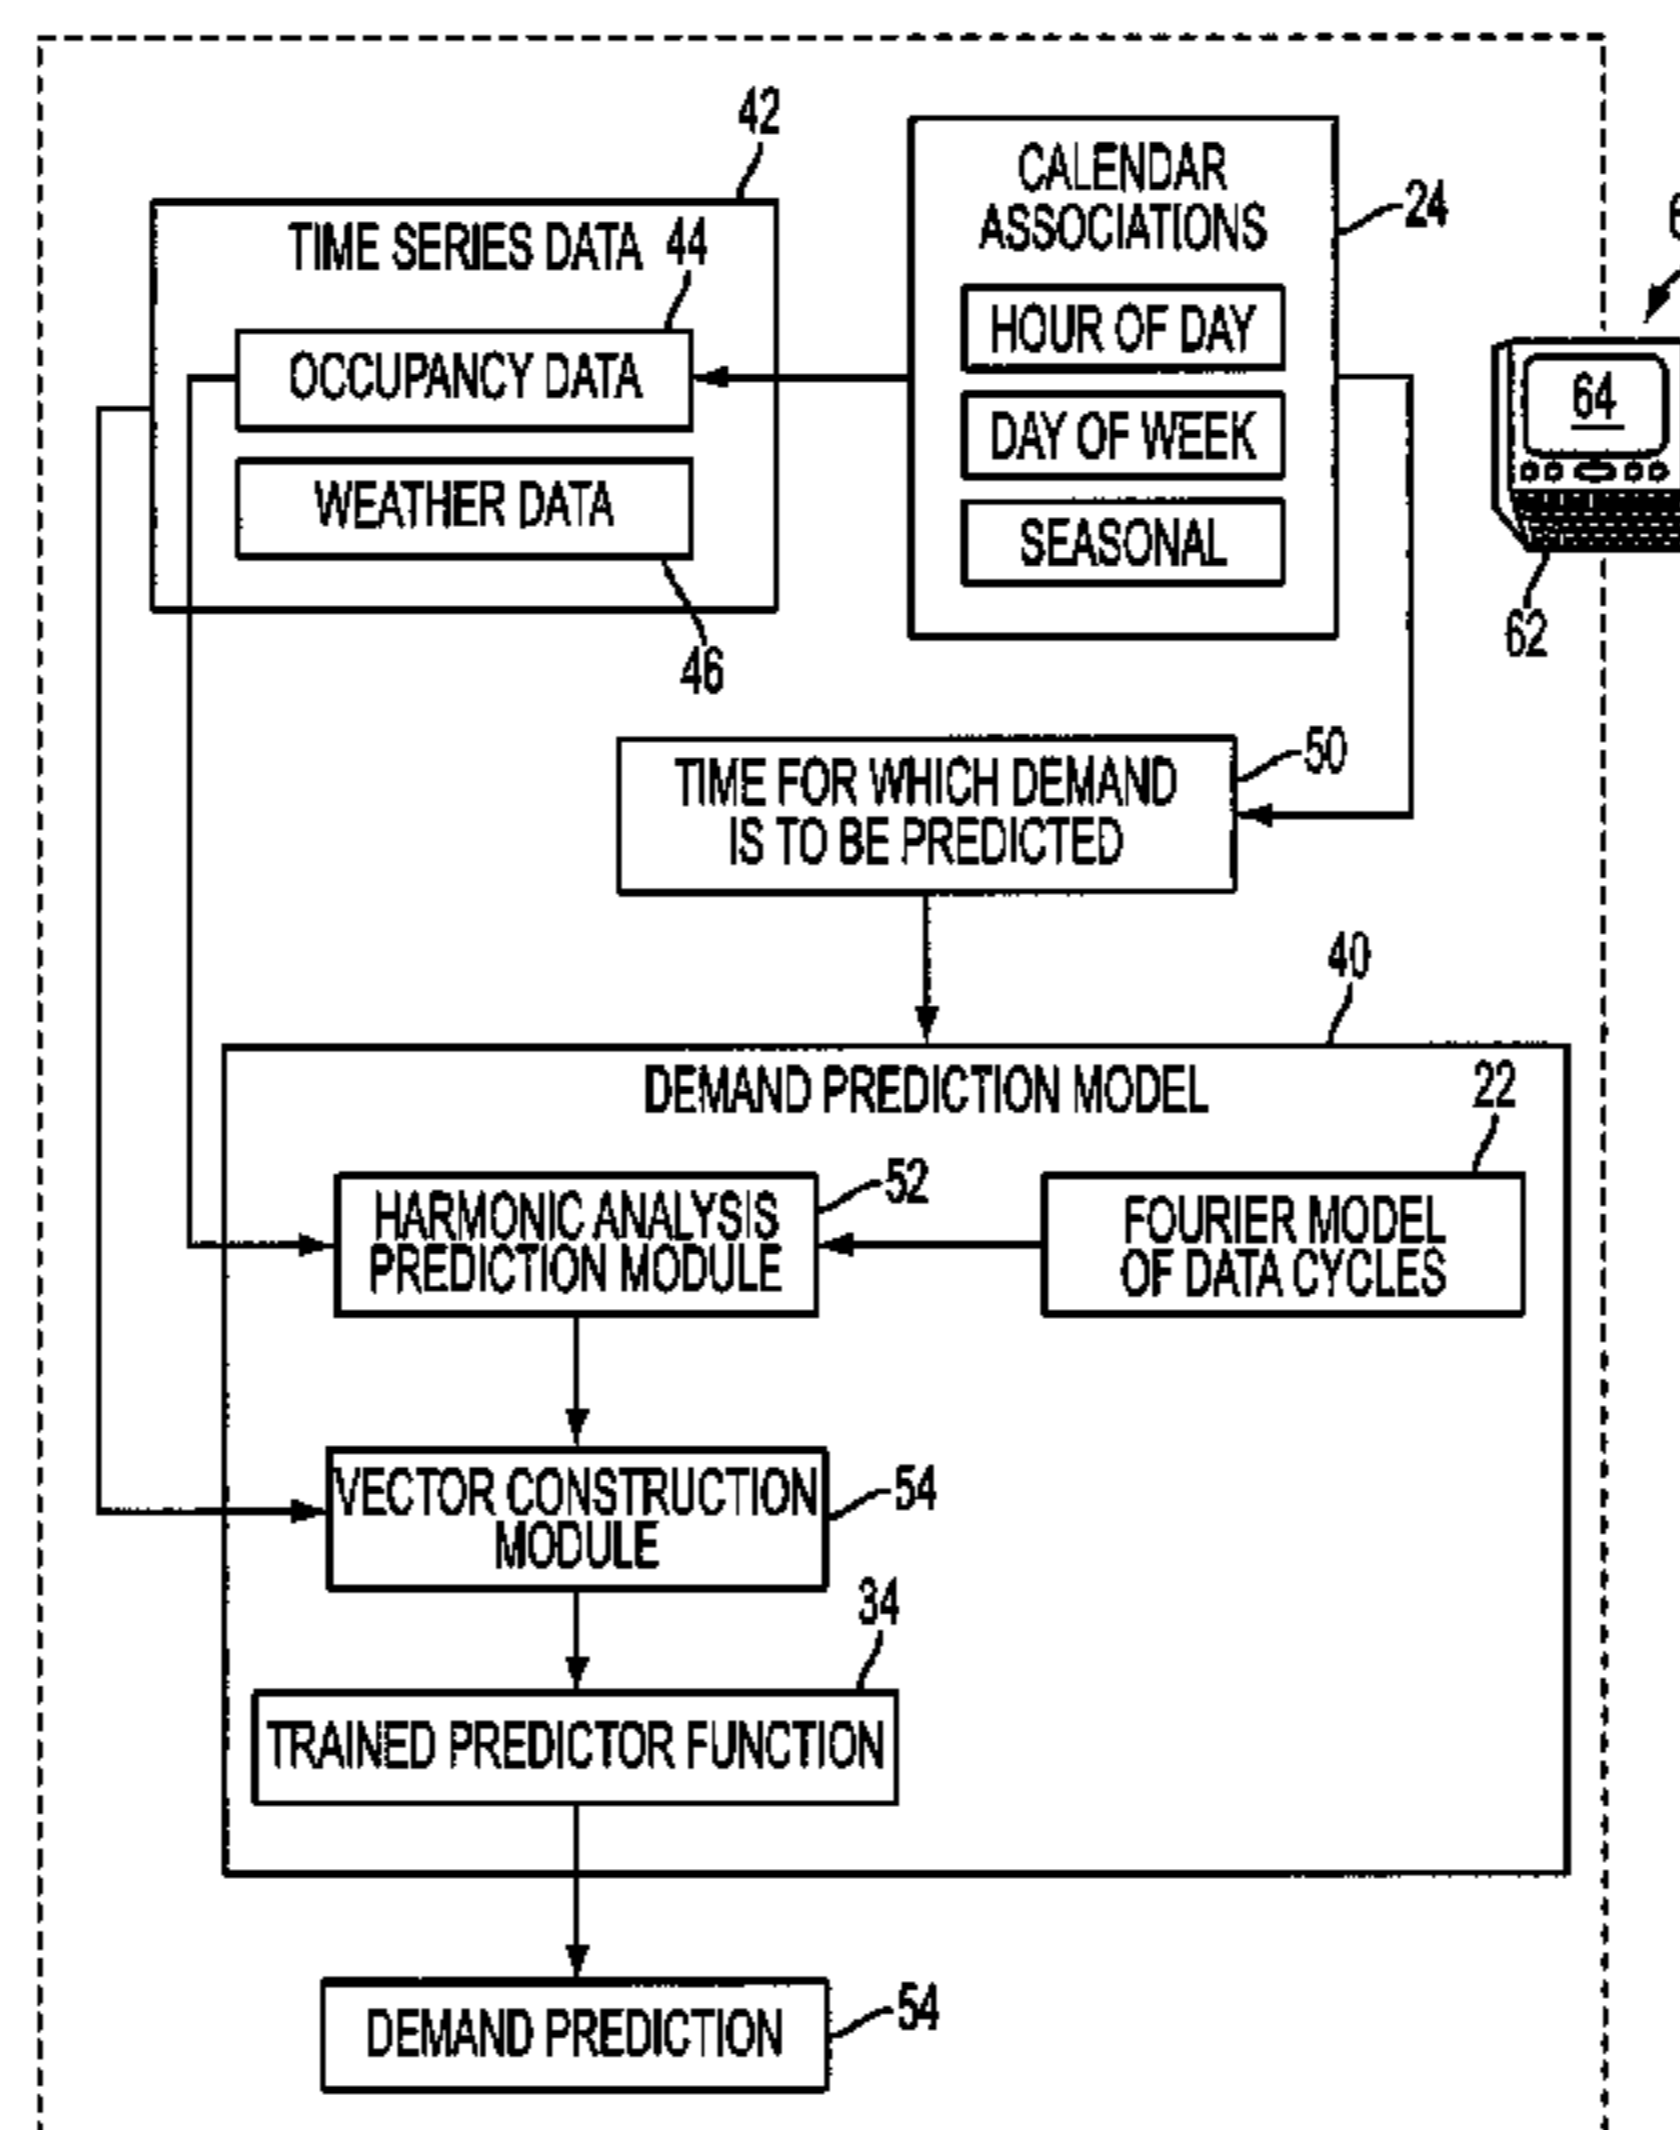 42
TIME SERIES DATA
44
OCCUPANCY DATA
WEATHER DATA
46
CALENDAR
ASSOCIATIONS
24
HOUR OF DAY
DAY OF WEEK
SEASONAL
64
62
TIME FOR WHICH DEMAND
IS TO BE PREDICTED
50
40
DEMAND PREDICTION MODEL
22
HARMONIC ANALYSIS
PREDICTION MODULE
52
FOURIER MODEL
OF DATA CYCLES
VECTOR CONSTRUCTION
MODULE
54
34
TRAINED PREDICTOR FUNCTION
DEMAND PREDICTION
54